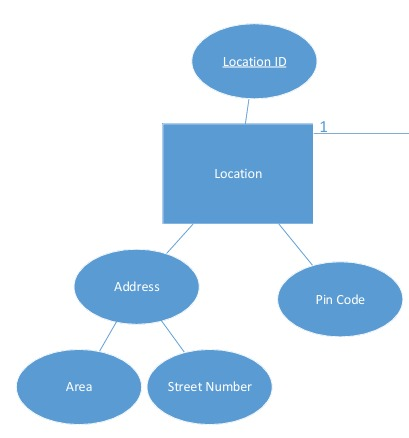 Location ID
1
Location
Address
Pin Code
Area
Street Number